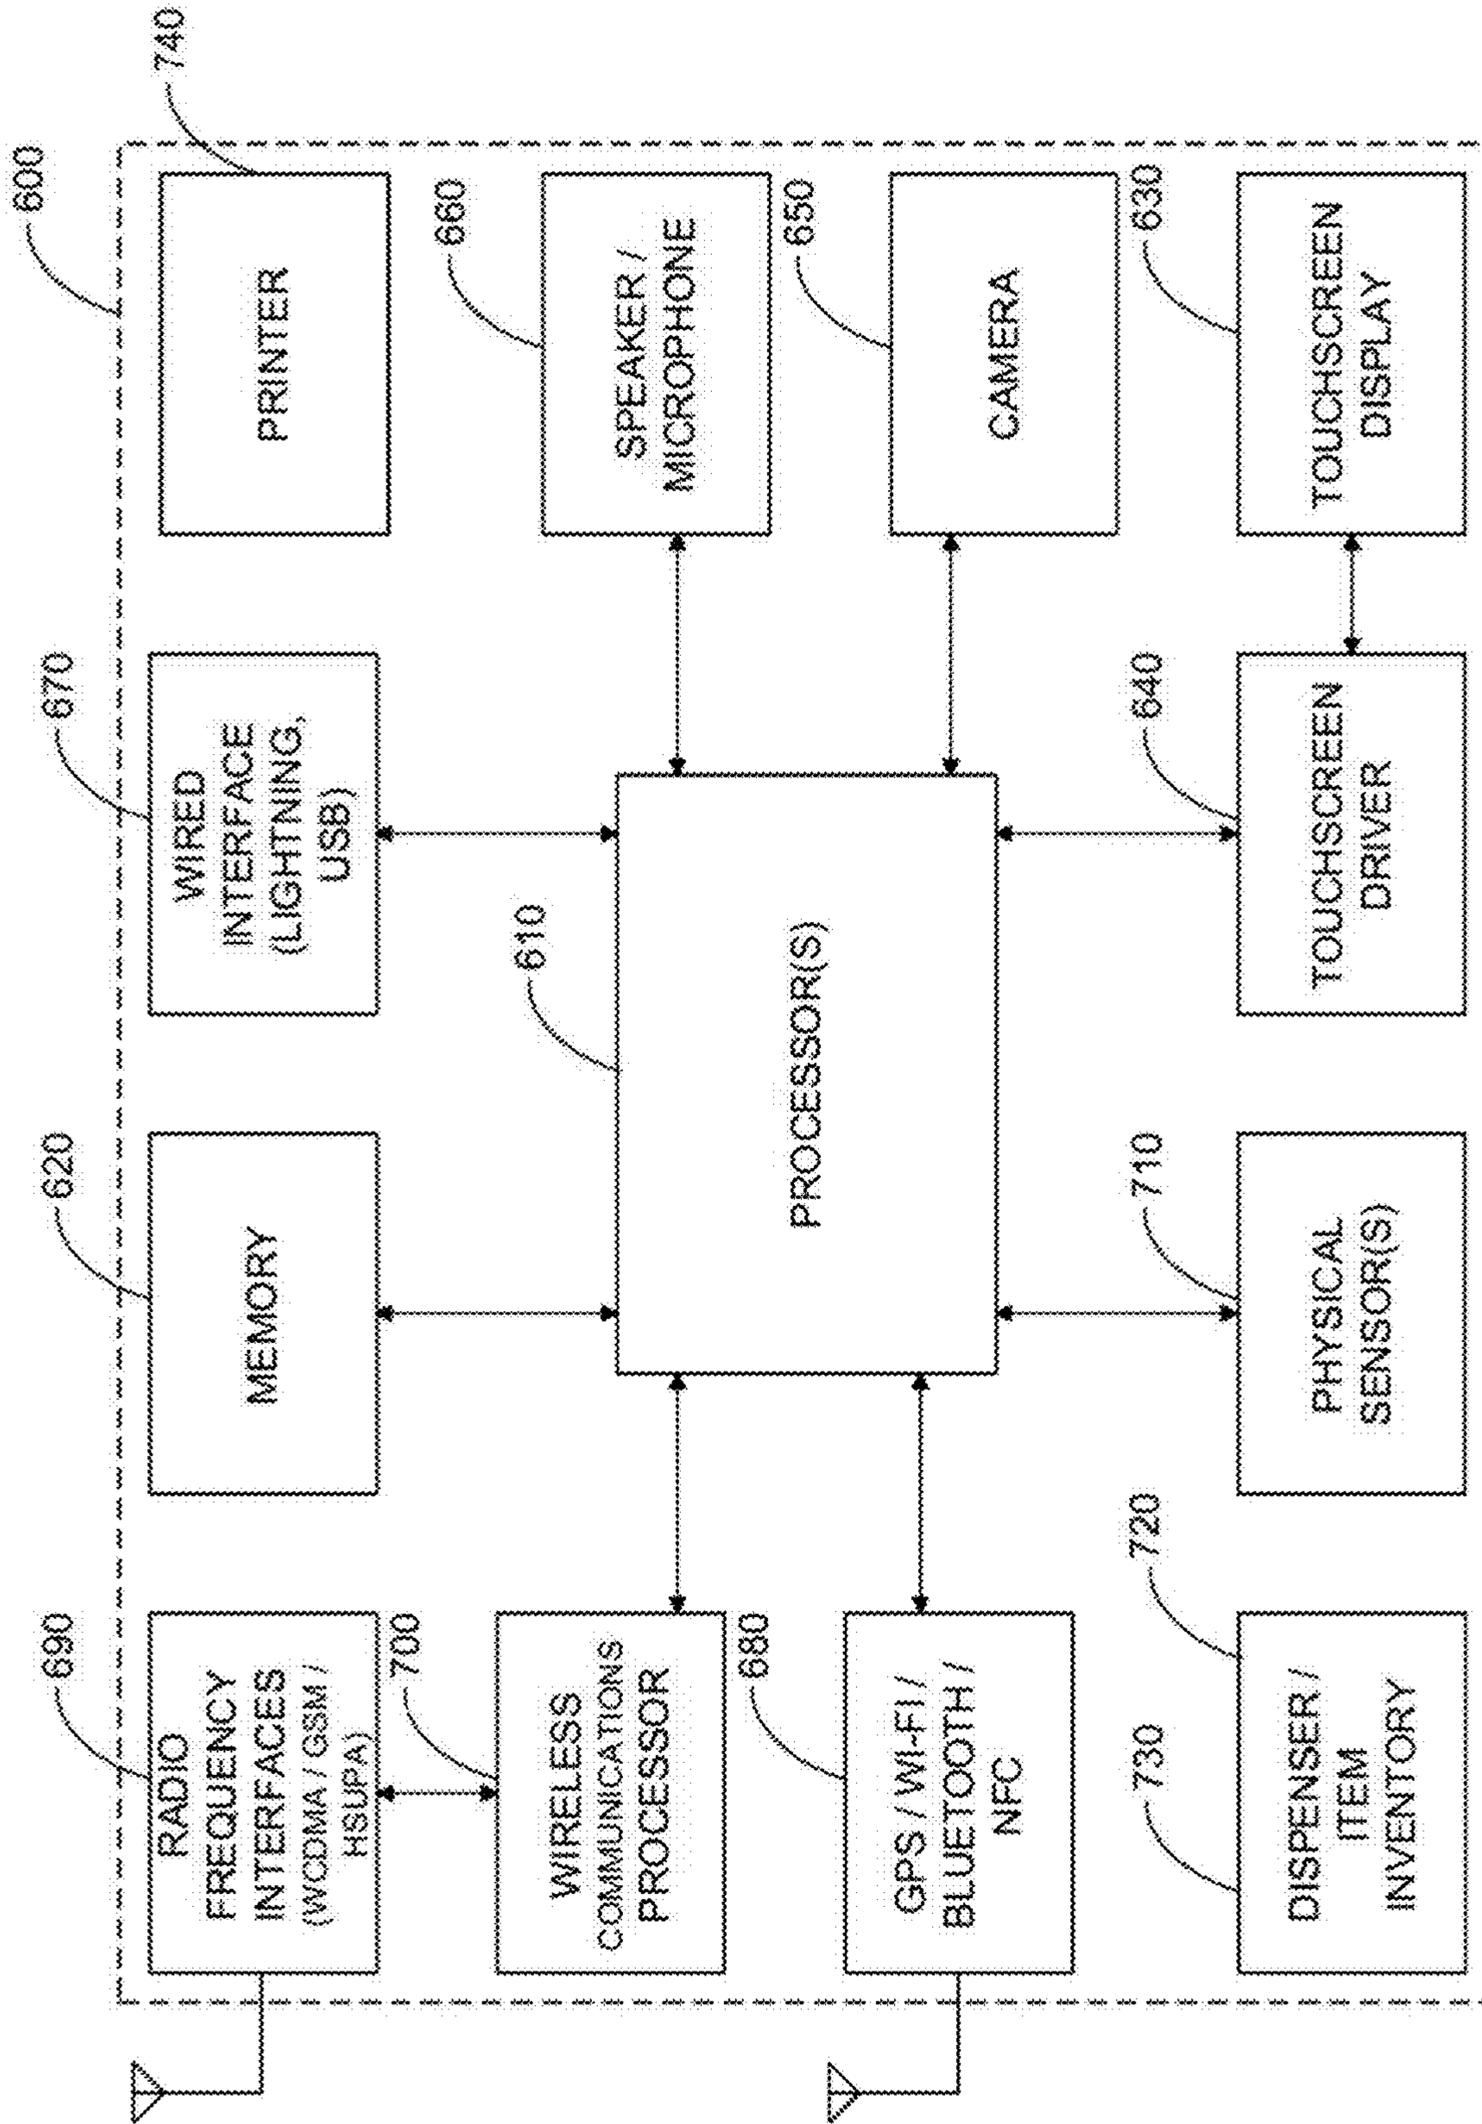 600
690
RADIO
FREQUENCY
INTERFACES
(WCDMA / GSM /
HSUPA)
620
MEMORY
670
WIRED
INTERFACE
(LIGHTNING,
USB)
740
PRINTER
700
WIRELESS
COMMUNICATIONS
PROCESSOR
610
PROCESSOR(S)
660
SPEAKER /
MICROPHONE
680
GPS / WI-FI /
BLUETOOTH /
NFC
650
CAMERA
730
720
DISPENSER /
ITEM
INVENTORY
710
PHYSICAL
SENSOR(S)
640
TOUCHSCREEN
DRIVER
630
TOUCHSCREEN
DISPLAY